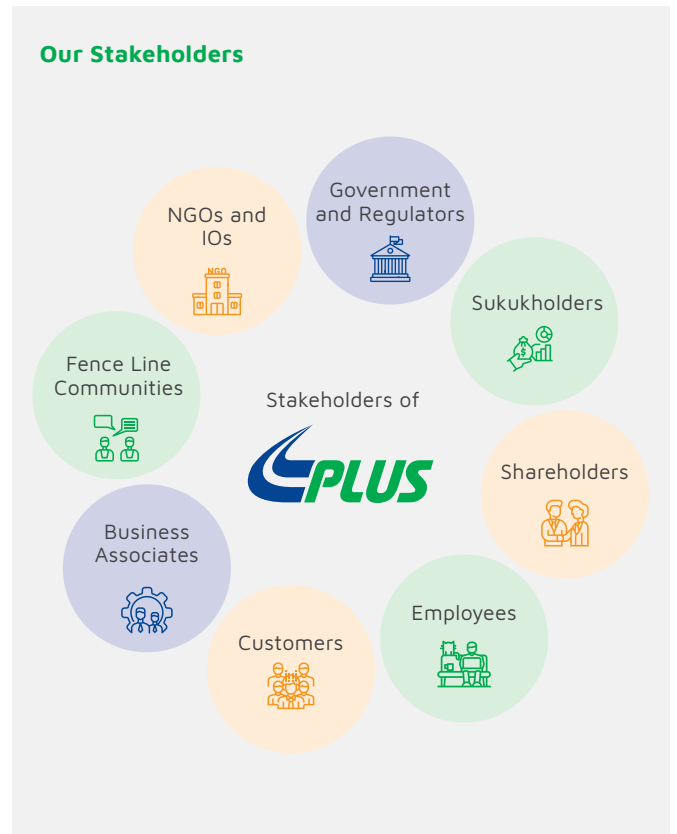 Our Stakeholders
Government
and Regulators
NGOs and
IOs
NGO
Sukukholders
Fence Line
Communities
Stakeholders of
PLUS
Shareholders
Business
Associates
Employees
Customers